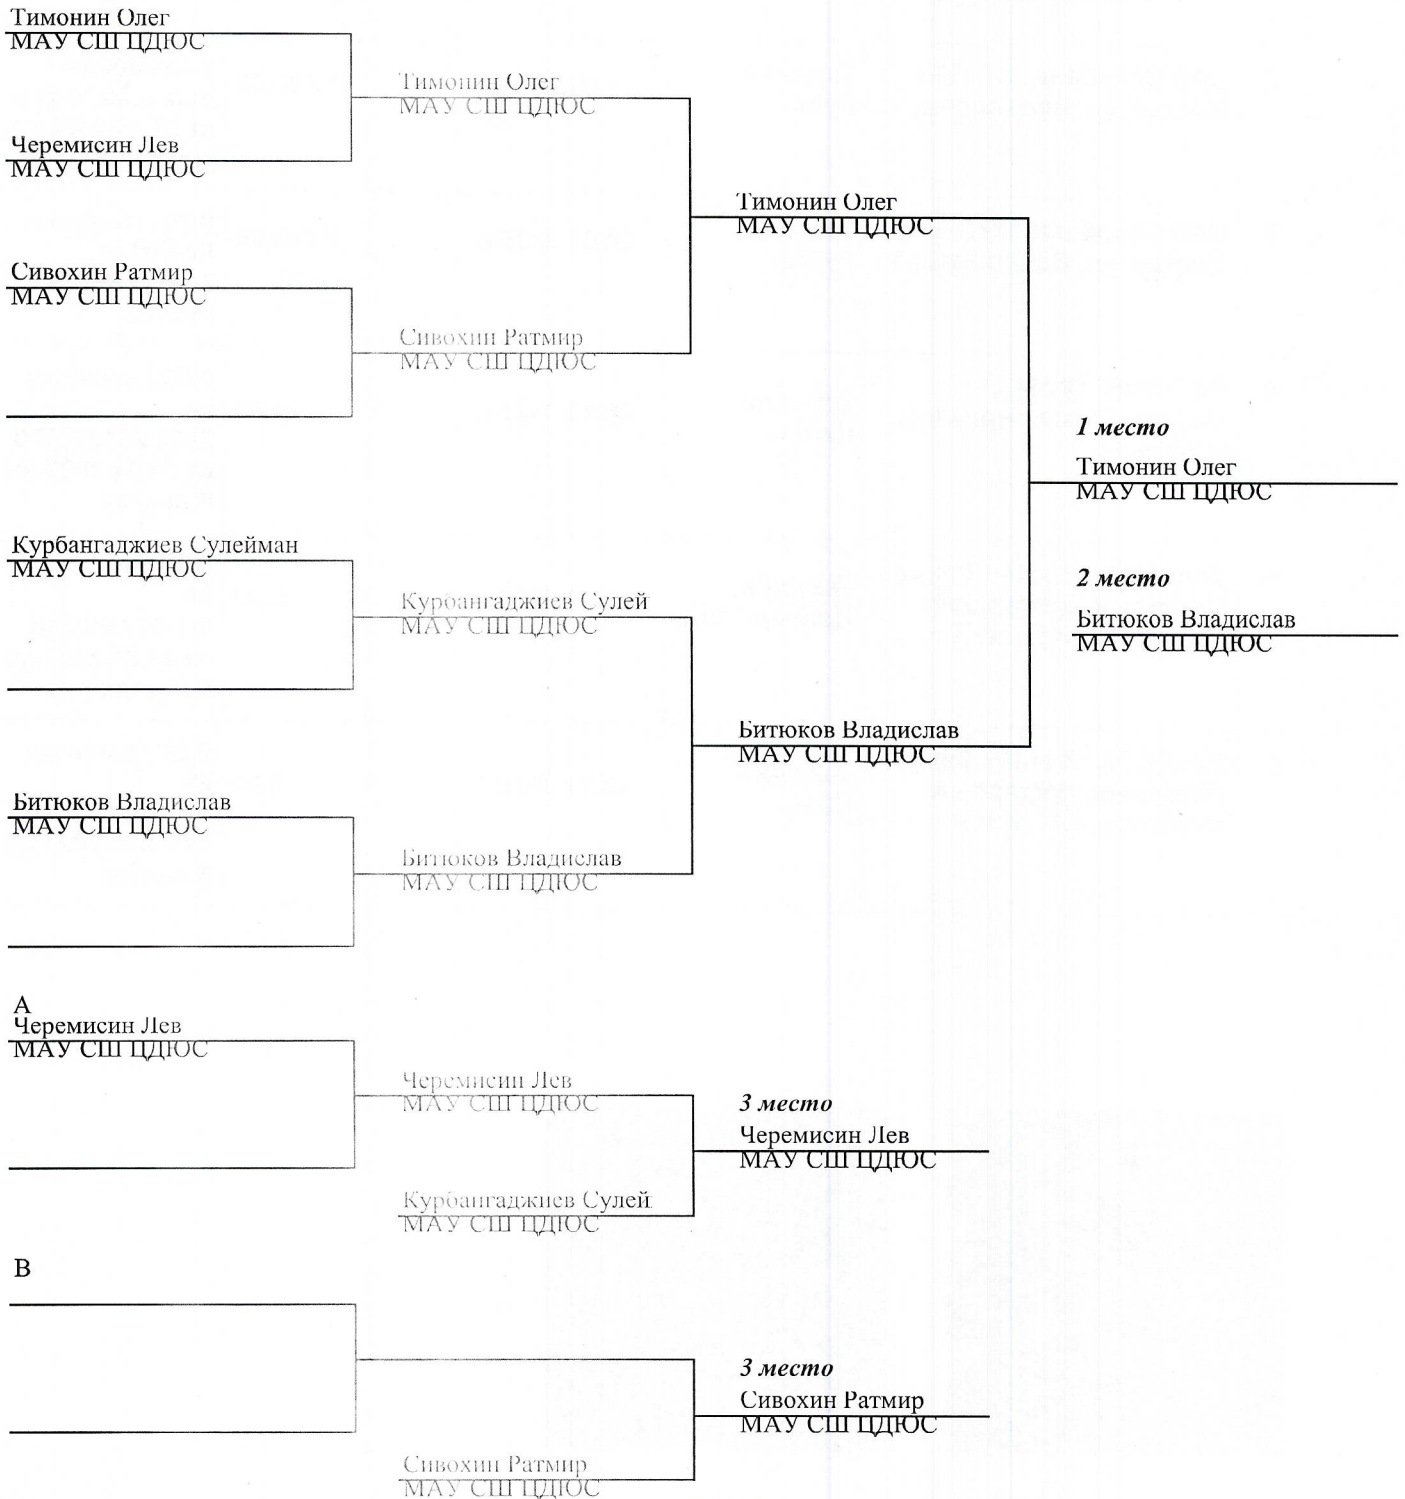 Тимонин Олег
МАУ СШ ЦДЮС
Черемисин Лев
МАУ СШ ЦДЮС
Сивохин Ратмир
МАУ СШ ЦДЮС
Курбангаджиев Сулейман
МАУ СШ ЦДЮС
Битюков Владислав
МАУ СШ ЦДЮС
Тимонин Олег
МАУ СШ ЦДЮС
Сивохин Ратмир
МАУ СШ ЦДЮС
Курбангаджиев Сулей
МАУ СШ ЦДЮС
Битюков Владислав
МАУ СШ ЦДЮС
Тимонин Олег
МАУ СШ ЦДЮС
Битюков Владислав
МАУ СШ ЦДЮС
1 место
Тимонин Олег
МАУ СШ ЦДЮС
2 место
Битюков Владислав
МАУ СШ ЦДЮС
A
Черемисин Лев
МАУ СШ ЦДЮС
Черемисин Лев
МАУ СШ ЦДЮС
Курбангаджиев Сулей
МАУ СШ ЦДЮС
3 место
Черемисин Лев
МАУ СШ ЦДЮС
B
Сивохин Ратмир
МАУ СШ ЦДЮС
3 место
Сивохин Ратмир
МАУ СШ ЦДЮС